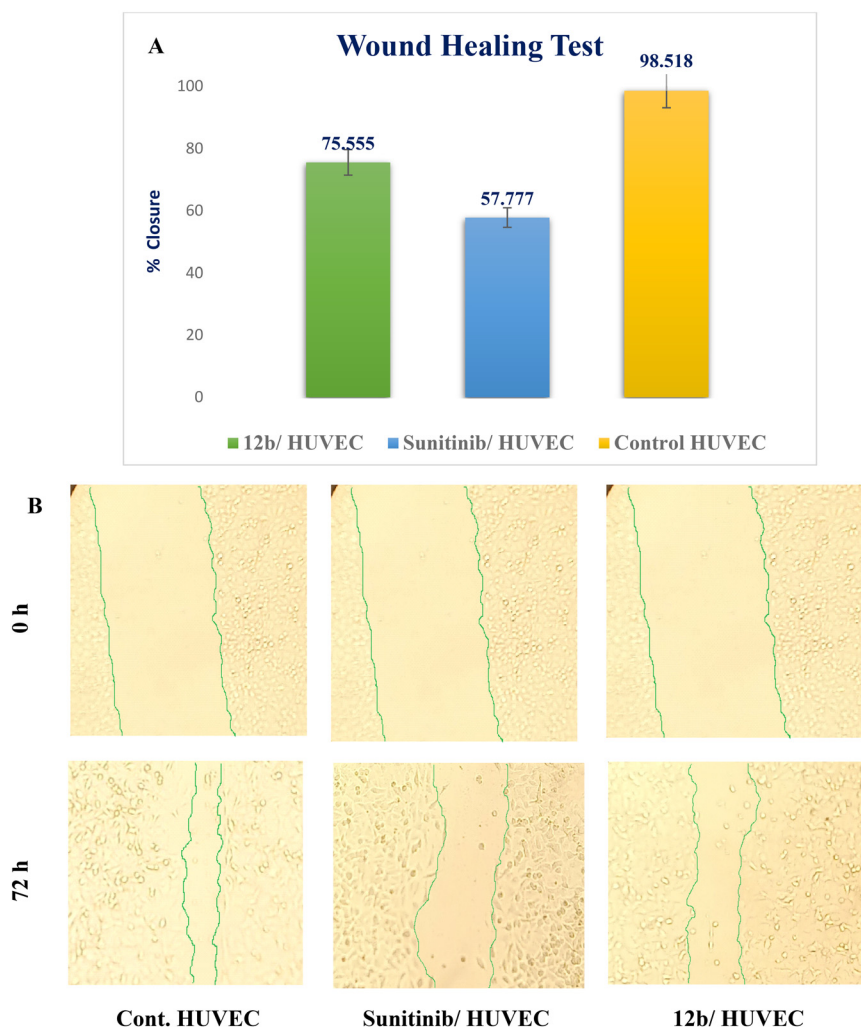 A
Wound Healing Test
98.518
75.555
57.777
% Closure
100
80
60
40
20
0
12b/ HUVEC Sunitinib/ HUVEC Control HUVEC
B
0 h
72 h
Cont. HUVEC Sunitinib/ HUVEC 12b/ HUVEC